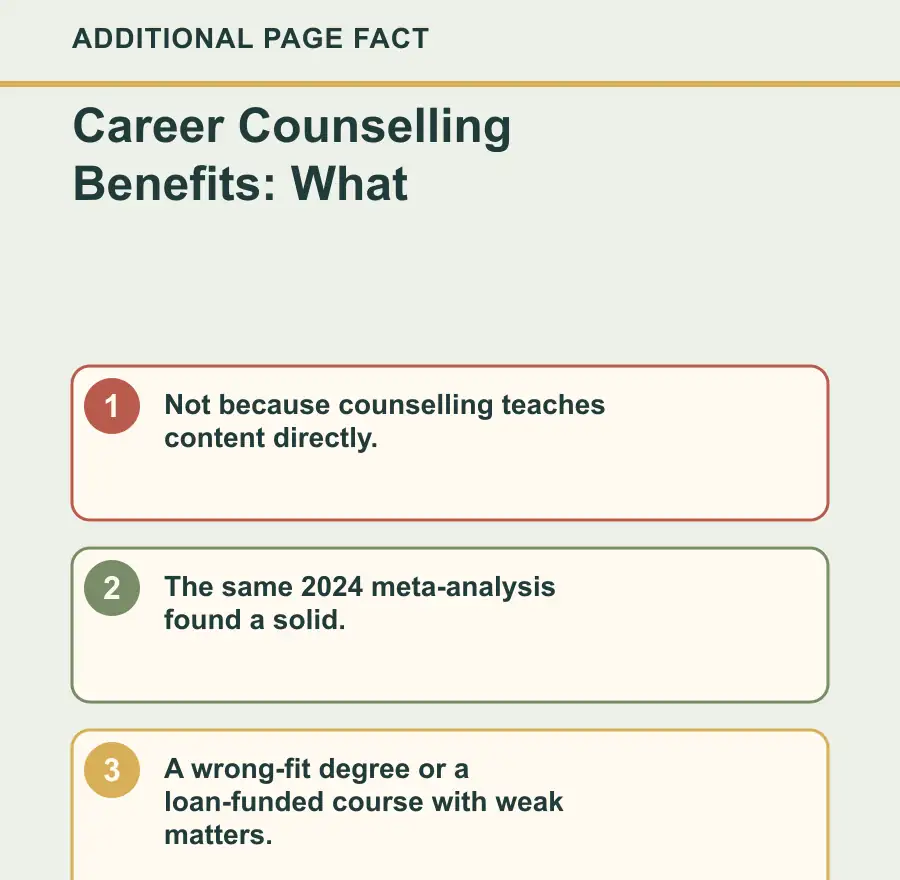 ADDITIONAL PAGE FACT
Career Counselling
Benefits: What
1
Not because counselling teaches
content directly.
2
The same 2024 meta-analysis
found a solid.
3
A wrong-fit degree or a
loan-funded course with weak
matters.